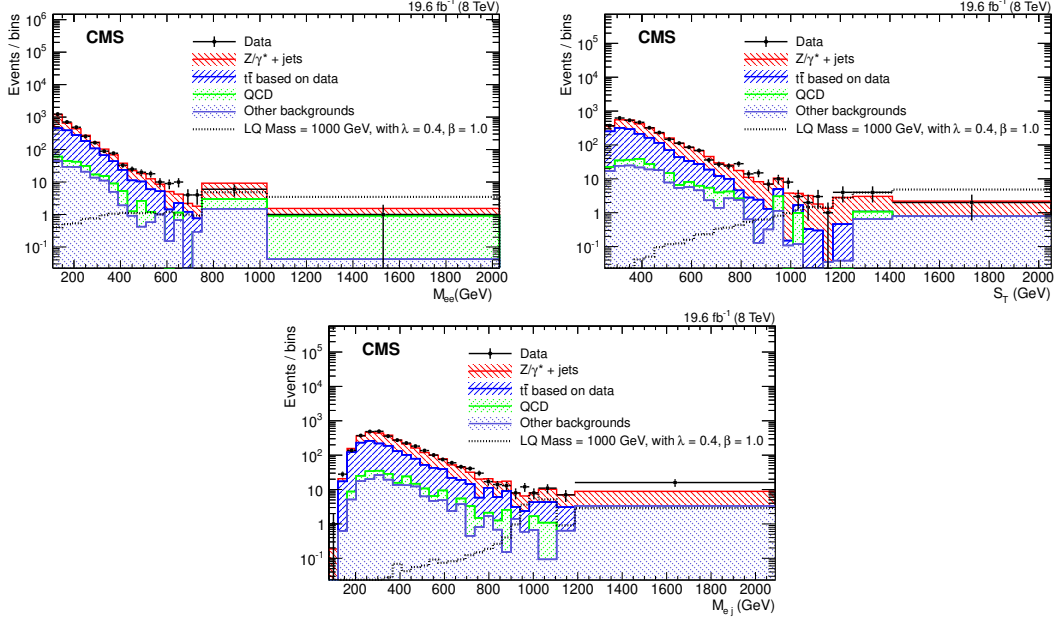 19.6 fb⁻¹ (8 TeV)
CMS
Data
Z/γ* + jets
tt̄ based on data
QCD
Other backgrounds
LQ Mass = 1000 GeV, with λ = 0.4, β = 1.0
Events / bins
10⁶
10⁵
10⁴
10³
10²
10
1
10⁻¹
200 400 600 800 1000 1200 1400 1600 1800 2000
M_ee(GeV)
19.6 fb⁻¹ (8 TeV)
CMS
Data
Z/γ* + jets
tt̄ based on data
QCD
Other backgrounds
LQ Mass = 1000 GeV, with λ = 0.4, β = 1.0
Events / bins
10⁵
10⁴
10³
10²
10
1
10⁻¹
400 600 800 1000 1200 1400 1600 1800 2000
S_T (GeV)
19.6 fb⁻¹ (8 TeV)
CMS
Data
Z/γ* + jets
tt̄ based on data
QCD
Other backgrounds
LQ Mass = 1000 GeV, with λ = 0.4, β = 1.0
Events / bins
10⁵
10⁴
10³
10²
10
1
10⁻¹
200 400 600 800 1000 1200 1400 1600 1800 2000
M_ej (GeV)